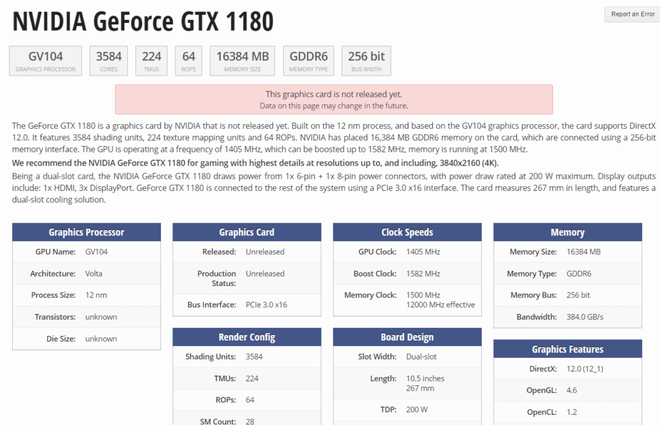 NVIDIA GeForce GTX 1180
Report an Error
GV104 3584 224 64 16384 MB GDDR6 256 bit
GRAPHICS PROCESSOR CORES TMUS ROPS MEMORY SIZE MEMORY TYPE BUS WIDTH
This graphics card is not released yet.
Data on this page may change in the future.
The GeForce GTX 1180 is a graphics card by NVIDIA that is not released yet. Built on the 12 nm process, and based on the GV104 graphics processor, the card supports DirectX
12.0. It features 3584 shading units, 224 texture mapping units and 64 ROPs. NVIDIA has placed 16,384 MB GDDR6 memory on the card, which are connected using a 256-bit
memory interface. The GPU is operating at a frequency of 1405 MHz, which can be boosted up to 1582 MHz, memory is running at 1500 MHz.
We recommend the NVIDIA GeForce GTX 1180 for gaming with highest details at resolutions up to, and including, 3840x2160 (4K).
Being a dual-slot card, the NVIDIA GeForce GTX 1180 draws power from 1x 6-pin + 1x 8-pin power connectors, with power draw rated at 200 W maximum. Display outputs
include: 1x HDMI, 3x DisplayPort. GeForce GTX 1180 is connected to the rest of the system using a PCIe 3.0 x16 interface. The card measures 267 mm in length, and features a
dual-slot cooling solution.
Graphics Processor
GPU Name: GV104
Architecture: Volta
Process Size: 12 nm
Transistors: unknown
Die Size: unknown
Graphics Card
Released: Unreleased
Production Unreleased
Status:
Bus Interface: PCIe 3.0 x16
Render Config
Shading Units: 3584
TMUs: 224
ROPs: 64
SM Count: 28
Clock Speeds
GPU Clock: 1405 MHz
Boost Clock: 1582 MHz
Memory Clock: 1500 MHz
12000 MHz effective
Board Design
Slot Width: Dual-slot
Length: 10.5 inches
267 mm
TDP: 200 W
Memory
Memory Size: 16384 MB
Memory Type: GDDR6
Memory Bus: 256 bit
Bandwidth: 384.0 GB/s
Graphics Features
DirectX: 12.0 (12_1)
OpenGL: 4.6
OpenCL: 1.2